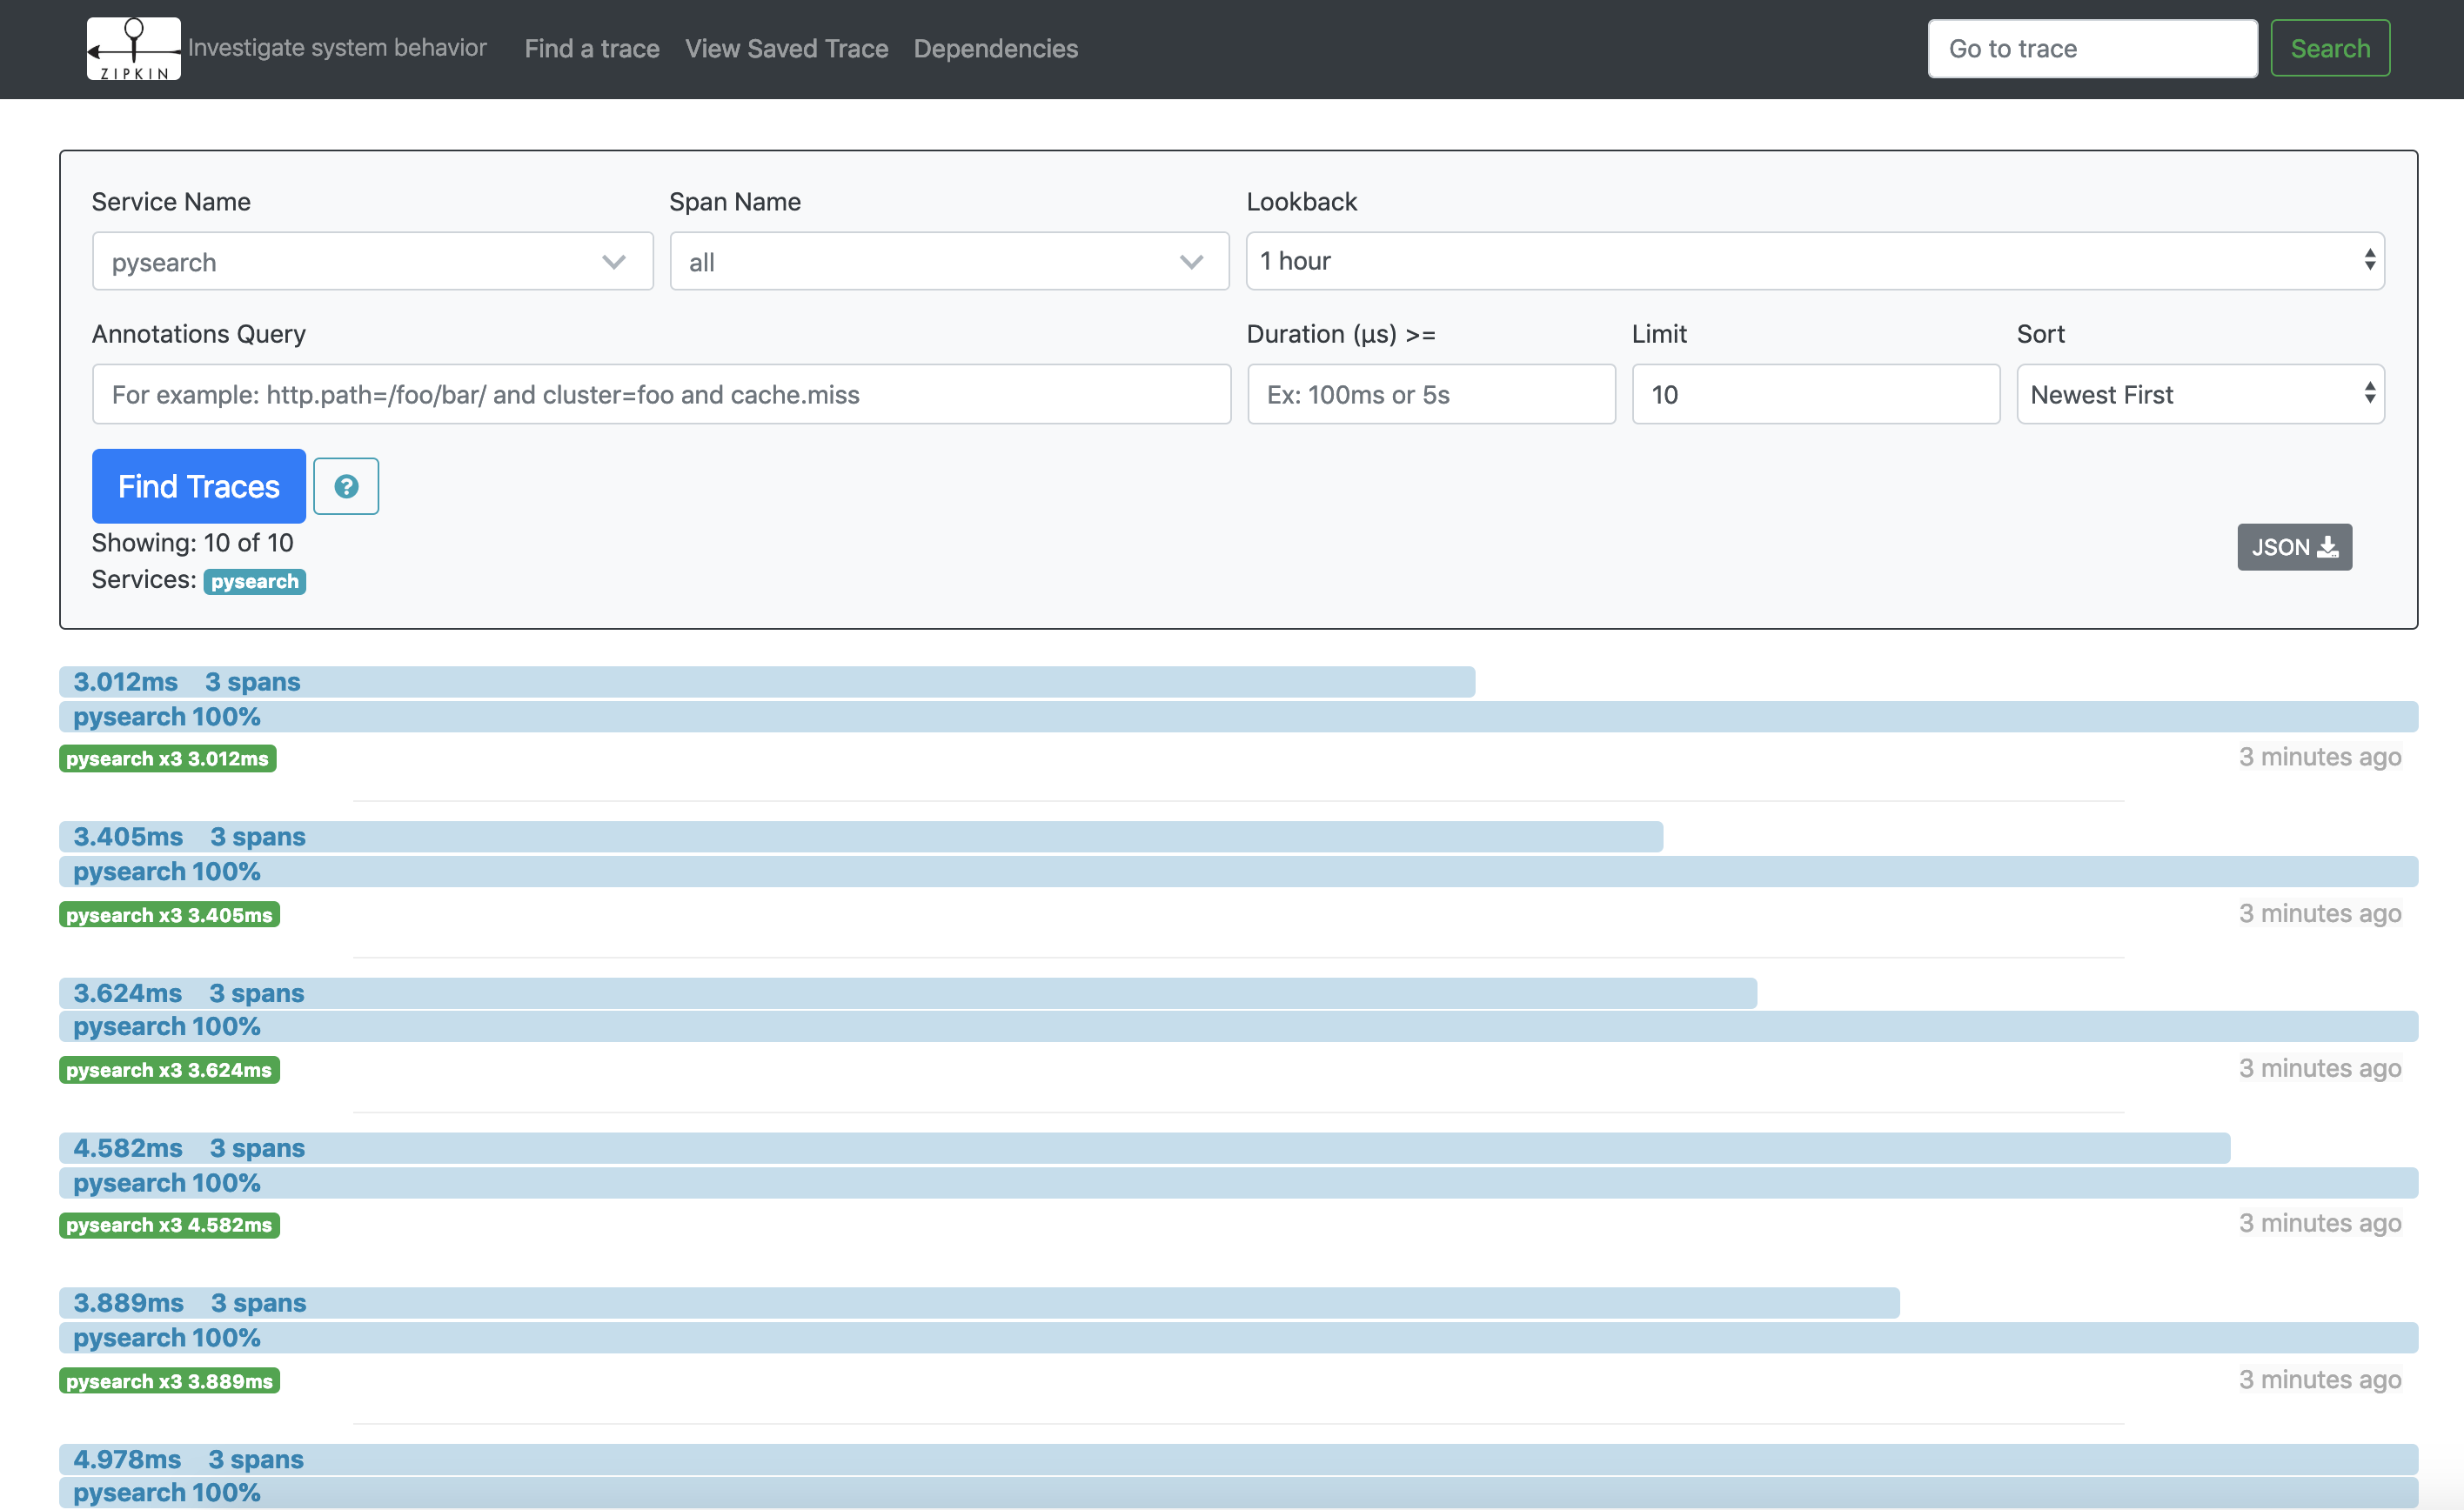 ZIPKIN Investigate system behavior Find a trace View Saved Trace Dependencies Go to trace Search
Service Name Span Name Lookback
pysearch all 1 hour
Annotations Query Duration (µs) >= Limit Sort
For example: http.path=/foo/bar/ and cluster=foo and cache.miss Ex: 100ms or 5s 10 Newest First
Find Traces ?
Showing: 10 of 10
JSON
Services: pysearch
3.012ms 3 spans
pysearch 100%
pysearch x3 3.012ms 3 minutes ago
3.405ms 3 spans
pysearch 100%
pysearch x3 3.405ms 3 minutes ago
3.624ms 3 spans
pysearch 100%
pysearch x3 3.624ms 3 minutes ago
4.582ms 3 spans
pysearch 100%
pysearch x3 4.582ms 3 minutes ago
3.889ms 3 spans
pysearch 100%
pysearch x3 3.889ms 3 minutes ago
4.978ms 3 spans
pysearch 100%